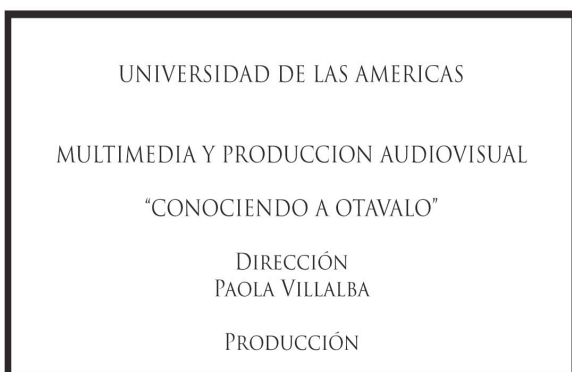 UNIVERSIDAD DE LAS AMERICAS
MULTIMEDIA Y PRODUCCION AUDIOVISUAL
“CONOCIENDO A OTAVALO”
DIRECCIÓN
PAOLA VILLALBA
PRODUCCIÓN